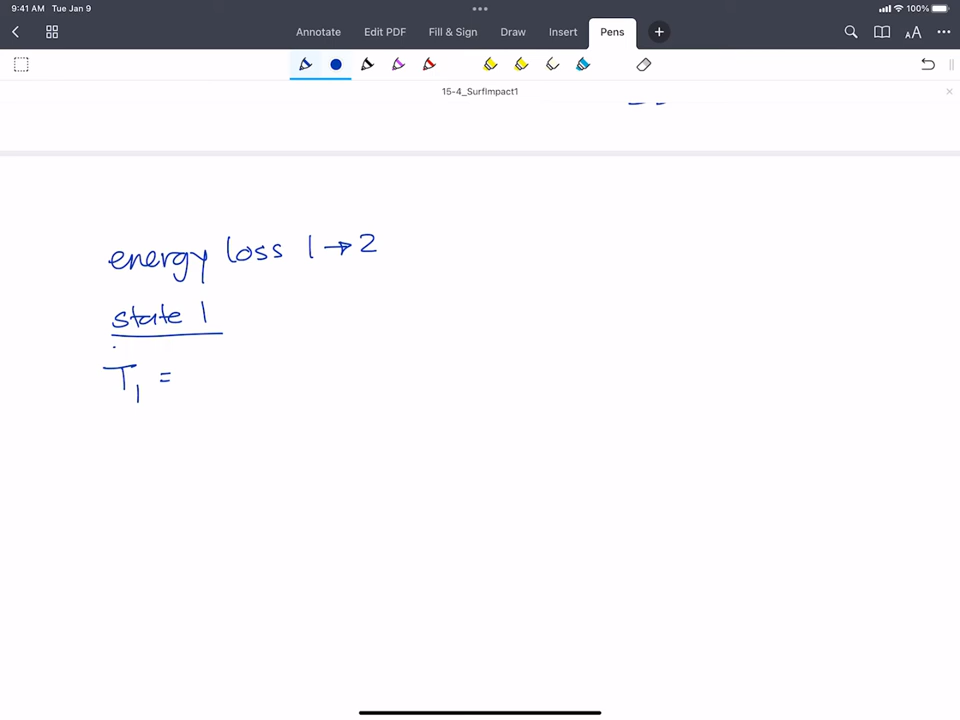 9:41 AM Tue Jan 9 100%
Annotate Edit PDF Fill & Sign Draw Insert Pens
15-4_SurfImpact1
energy loss 1 → 2
state 1
T₁ =